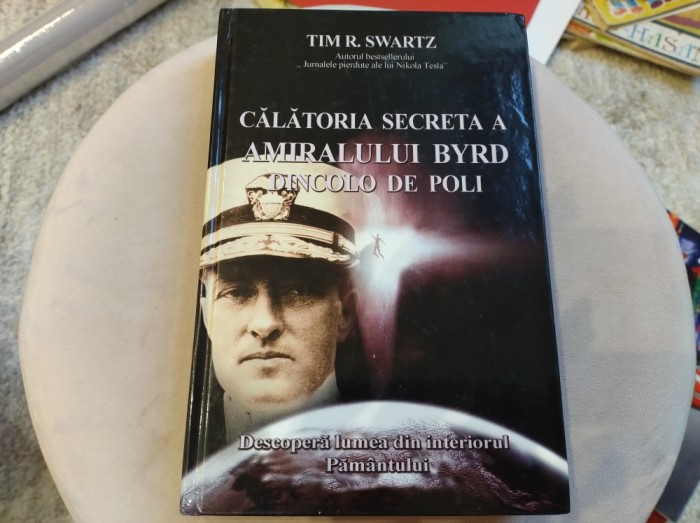 TIM R. SWARTZ
Autorul bestsellerului
„Jurnalele pierdute ale lui Nikola Tesla"
CĂLĂTORIA SECRETA A
AMIRALULUI BYRD
DINCOLO DE POLI
Descoperă lumea din interiorul
Pământului
HASAN